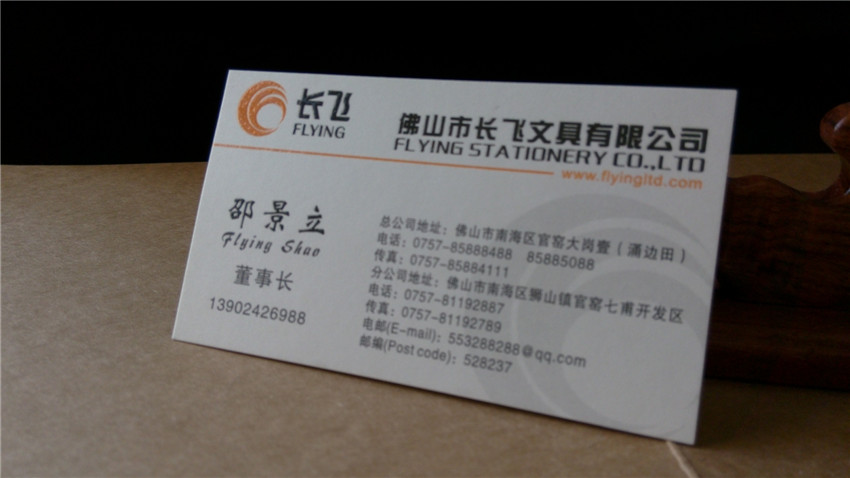 长飞
FLYING
佛山市长飞文具有限公司
FLYING STATIONERY CO.,LTD
www.flyingltd.com
邵景立
Flying Shao
董事长
13902426988
总公司地址：佛山市南海区官窑大岗壹（涌边田）
电话：0757-85888488 85885088
传真：0757-85884111
分公司地址：佛山市南海区狮山镇官窑七甫开发区
电话：0757-81192887
传真：0757-81192789
电邮(E-mail)：553288288@qq.com
邮编(Post code)：528237